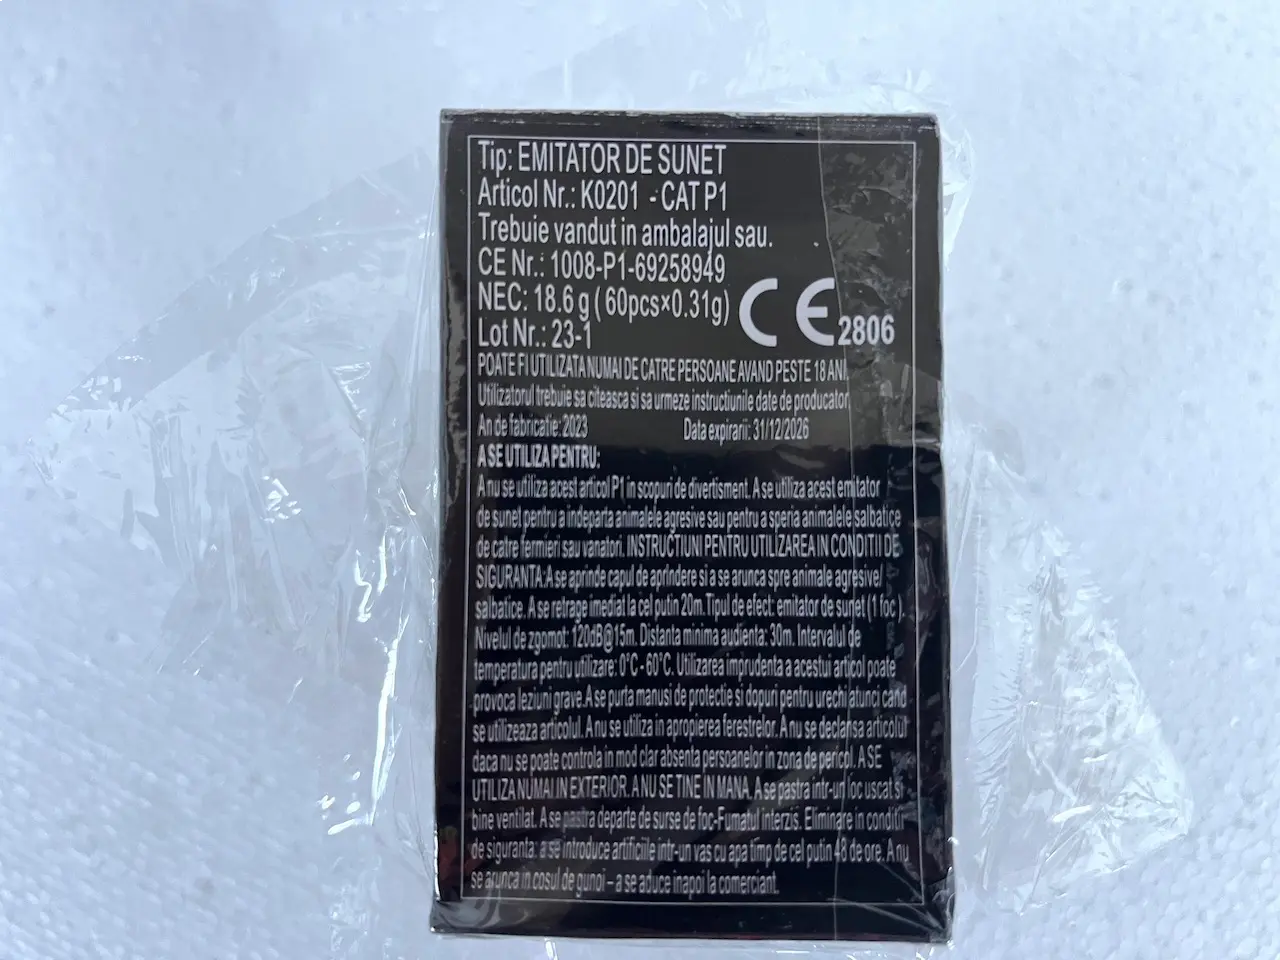 Tip: EMITATOR DE SUNET
Articol Nr.: K0201 - CAT P1
Trebuie vandut in ambalajul sau.
CE Nr.: 1008-P1-69258949
NEC: 18.6 g ( 60pcs×0.31g)
CE 2806
Lot Nr.: 23-1
POATE FI UTILIZATA NUMAI DE CATRE PERSOANE AVAND PESTE 18 ANI.
Utilizatorul trebuie sa citeasca si sa urmeze instructiunile date de producator
An de fabricatie: 2023 Data expirarii: 31/12/2026
A SE UTILIZA PENTRU:
A nu se utiliza acest articol P1 in scopuri de divertisment. A se utiliza acest emitator
de sunet pentru a indeparta animalele agresive sau pentru a speria animalele salbatice
de catre fermieri sau vanatori. INSTRUCTIUNI PENTRU UTILIZAREA IN CONDITII DE
SIGURANTA: A se aprinde capul de aprindere si a se arunca spre animale agresive/
salbatice. A se retrage imediat la cel putin 20m. Tipul de efect: emitator de sunet (1 foc ).
Nivelul de zgomot: 120dB@15m. Distanta minima audienta: 30m. Intervalul de
temperatura pentru utilizare: 0°C - 60°C. Utilizarea imprudenta a acestui articol poate
provoca leziuni grave. A se purta manusi de protectie si dopuri pentru urechi atunci cand
se utilizeaza articolul. A nu se utiliza in apropierea ferestrelor. A nu se declansa articolul
daca nu se poate controla in mod clar absenta persoanelor in zona de pericol. A SE
UTILIZA NUMAI IN EXTERIOR. A NU SE TINE IN MANA. A se pastra intr-un loc uscat si
bine ventilat. A se pastra departe de surse de foc-Fumatul interzis. Eliminare in conditii
de siguranta: a se introduce artificiile intr-un vas cu apa timp de cel putin 48 de ore. A nu
se arunca in cosul de gunoi – a se aduce inapoi la comerciant.